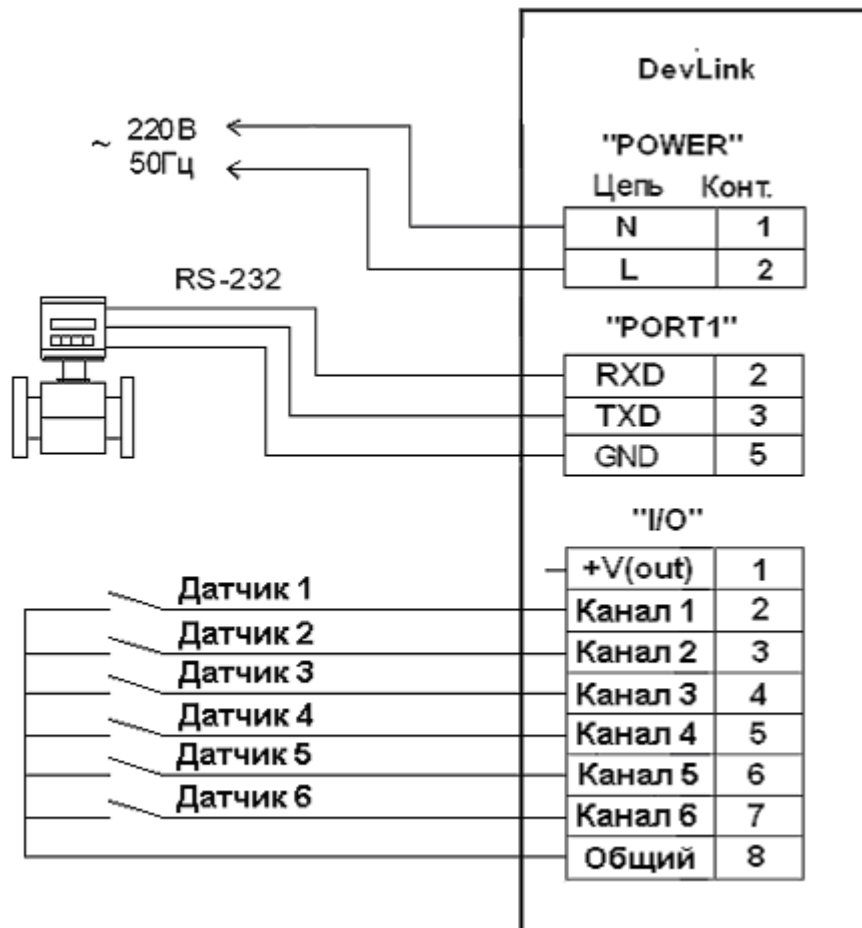 DevLink
~ 220В
50Гц
"POWER"
Цепь Конт.
N 1
L 2
RS-232
"PORT1"
RXD 2
TXD 3
GND 5
"I/O"
+V(out) 1
Датчик 1 Канал 1 2
Датчик 2 Канал 2 3
Датчик 3 Канал 3 4
Датчик 4 Канал 4 5
Датчик 5 Канал 5 6
Датчик 6 Канал 6 7
Общий 8